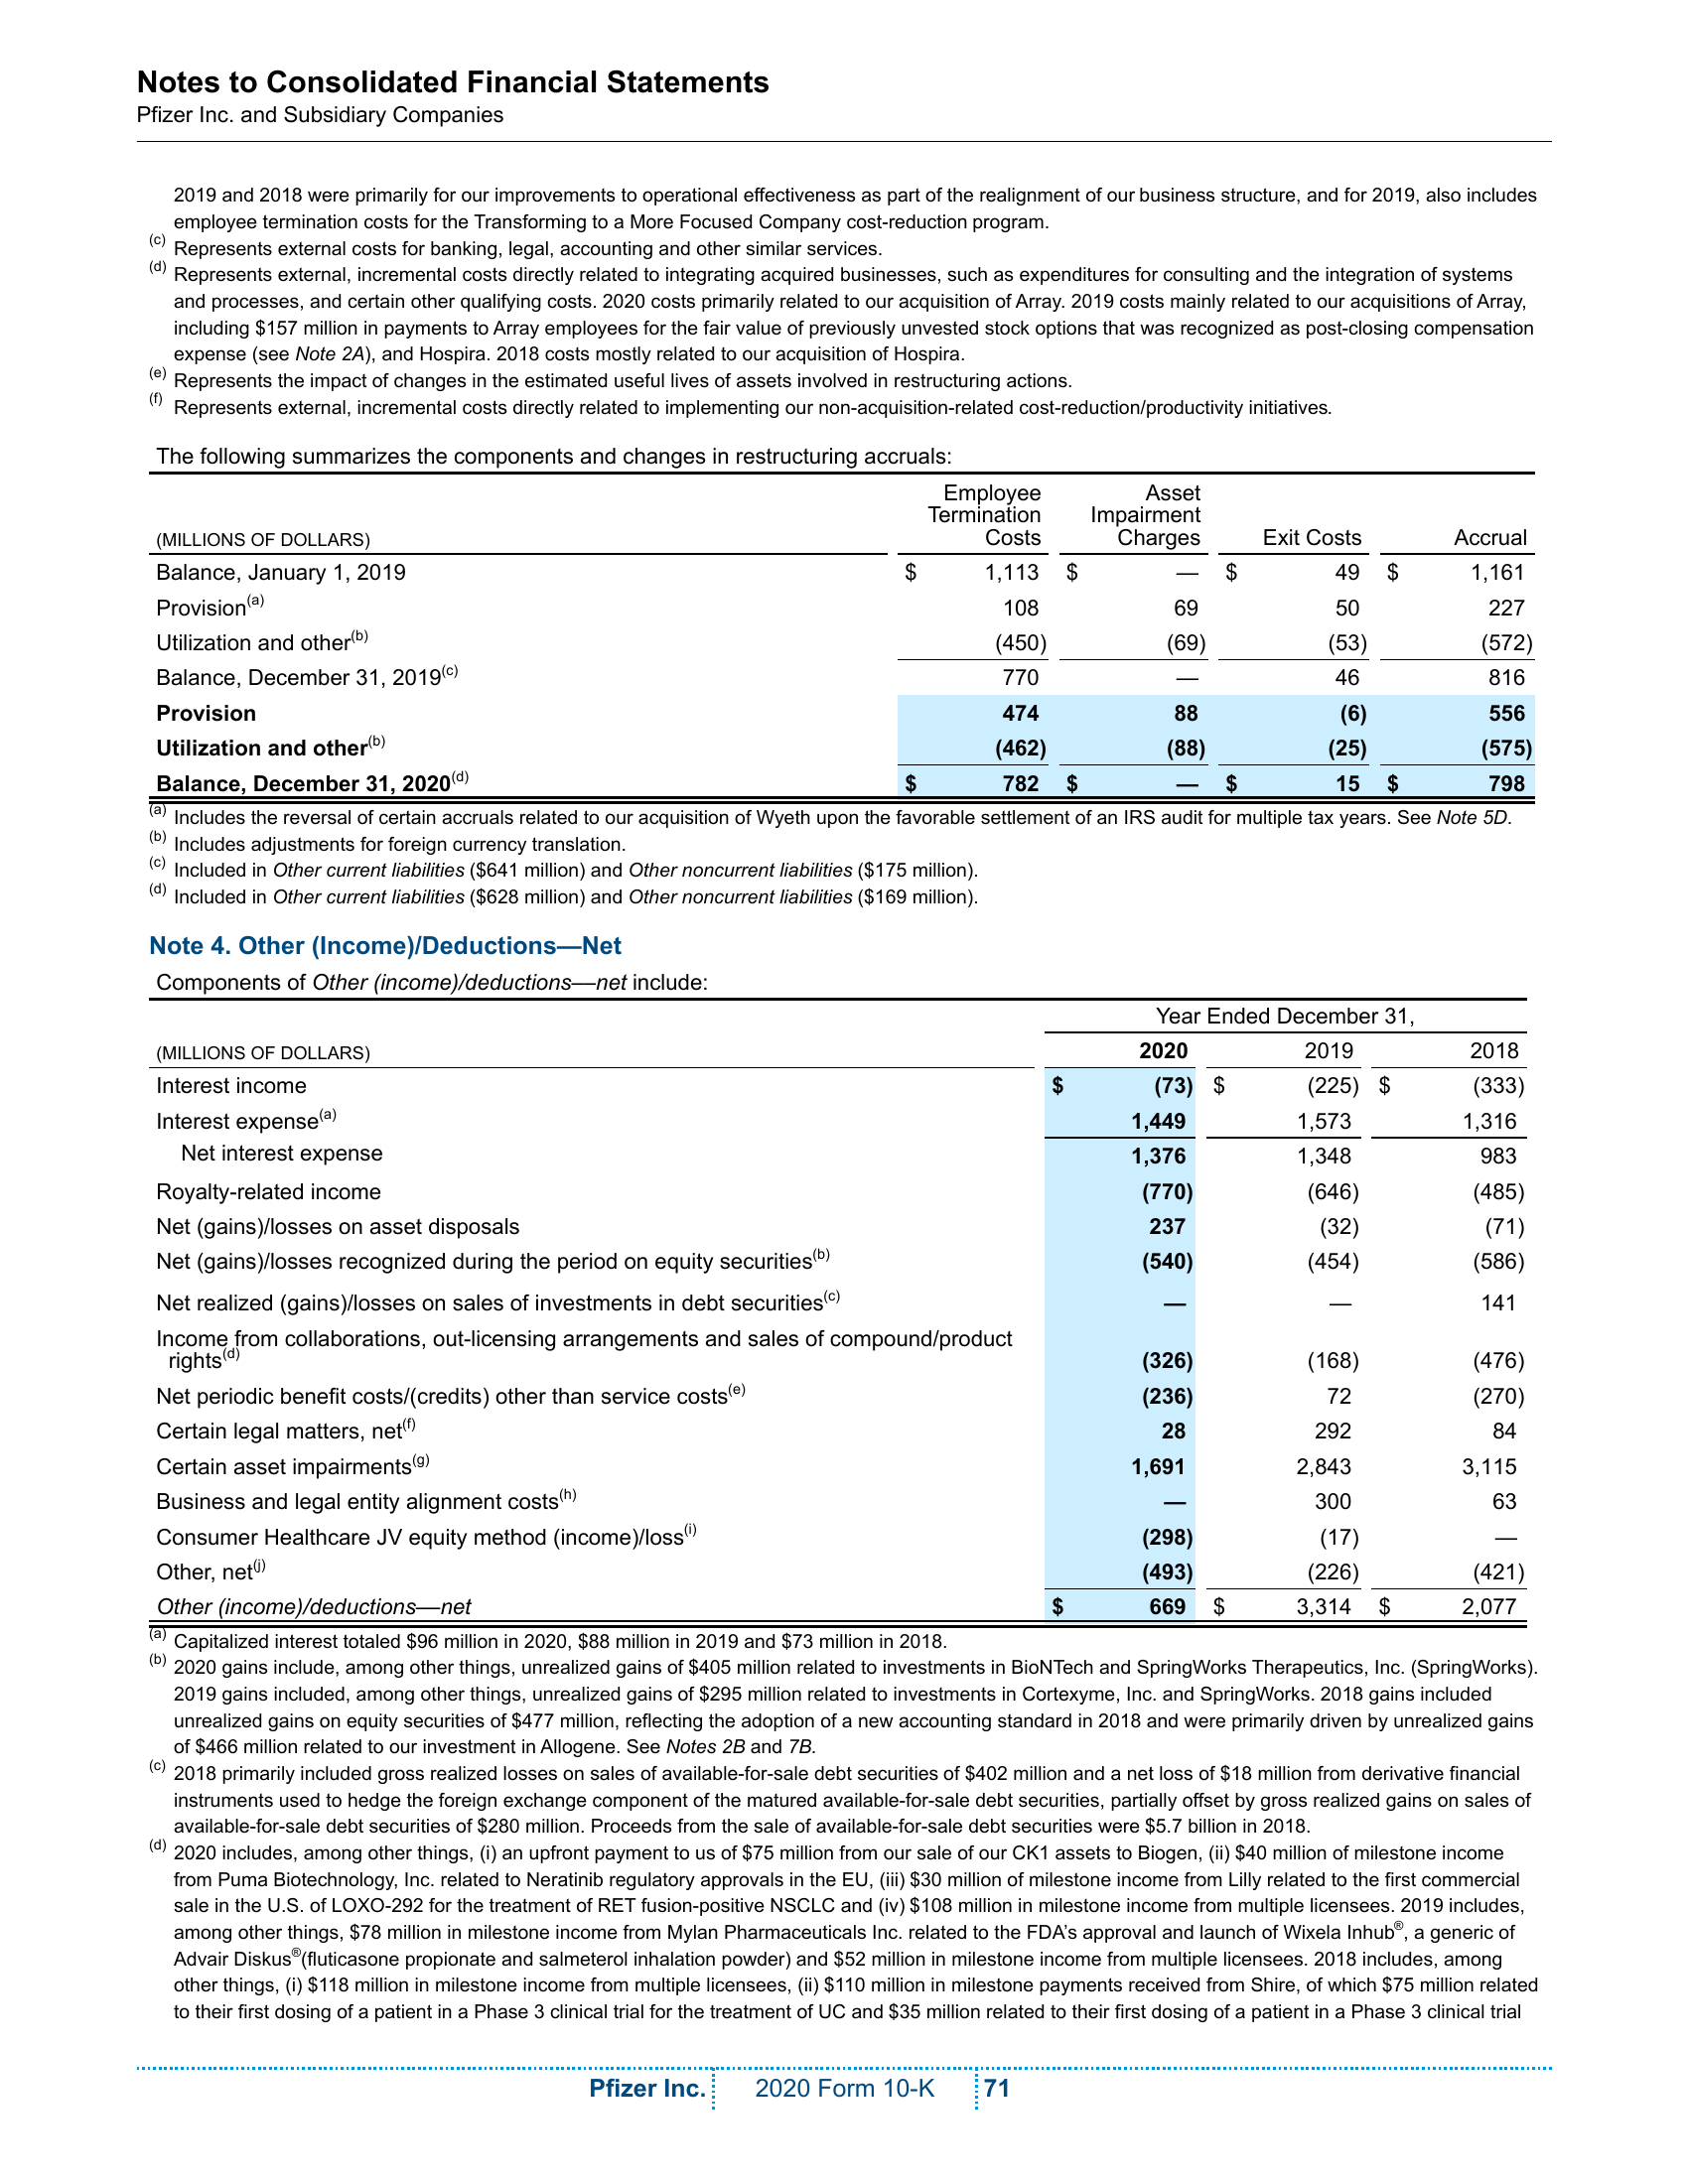 Notes to Consolidated Financial Statements
Pfizer Inc. and Subsidiary Companies
2019 and 2018 were primarily for our improvements to operational effectiveness as part of the realignment of our business structure, and for 2019, also includes
employee termination costs for the Transforming to a More Focused Company cost-reduction program.
(c) Represents external costs for banking, legal, accounting and other similar services.
(d) Represents external, incremental costs directly related to integrating acquired businesses, such as expenditures for consulting and the integration of systems
and processes, and certain other qualifying costs. 2020 costs primarily related to our acquisition of Array. 2019 costs mainly related to our acquisitions of Array,
including $157 million in payments to Array employees for the fair value of previously unvested stock options that was recognized as post-closing compensation
expense (see Note 2A), and Hospira. 2018 costs mostly related to our acquisition of Hospira.
(e) Represents the impact of changes in the estimated useful lives of assets involved in restructuring actions.
(f) Represents external, incremental costs directly related to implementing our non-acquisition-related cost-reduction/productivity initiatives.
The following summarizes the components and changes in restructuring accruals:
(MILLIONS OF DOLLARS) Employee Termination Costs Asset Impairment Charges Exit Costs Accrual
Balance, January 1, 2019 $ 1,113 $ — $ 49 $ 1,161
Provision(a) 108 69 50 227
Utilization and other(b) (450) (69) (53) (572)
Balance, December 31, 2019(c) 770 — 46 816
Provision 474 88 (6) 556
Utilization and other(b) (462) (88) (25) (575)
Balance, December 31, 2020(d) $ 782 $ — $ 15 $ 798
(a) Includes the reversal of certain accruals related to our acquisition of Wyeth upon the favorable settlement of an IRS audit for multiple tax years. See Note 5D.
(b) Includes adjustments for foreign currency translation.
(c) Included in Other current liabilities ($641 million) and Other noncurrent liabilities ($175 million).
(d) Included in Other current liabilities ($628 million) and Other noncurrent liabilities ($169 million).
Note 4. Other (Income)/Deductions—Net
Components of Other (income)/deductions––net include:
Year Ended December 31,
(MILLIONS OF DOLLARS) 2020 2019 2018
Interest income $ (73) $ (225) $ (333)
Interest expense(a) 1,449 1,573 1,316
Net interest expense 1,376 1,348 983
Royalty-related income (770) (646) (485)
Net (gains)/losses on asset disposals 237 (32) (71)
Net (gains)/losses recognized during the period on equity securities(b) (540) (454) (586)
Net realized (gains)/losses on sales of investments in debt securities(c) — — 141
Income from collaborations, out-licensing arrangements and sales of compound/product
rights(d) (326) (168) (476)
Net periodic benefit costs/(credits) other than service costs(e) (236) 72 (270)
Certain legal matters, net(f) 28 292 84
Certain asset impairments(g) 1,691 2,843 3,115
Business and legal entity alignment costs(h) — 300 63
Consumer Healthcare JV equity method (income)/loss(i) (298) (17) —
Other, net(j) (493) (226) (421)
Other (income)/deductions––net $ 669 $ 3,314 $ 2,077
(a) Capitalized interest totaled $96 million in 2020, $88 million in 2019 and $73 million in 2018.
(b) 2020 gains include, among other things, unrealized gains of $405 million related to investments in BioNTech and SpringWorks Therapeutics, Inc. (SpringWorks).
2019 gains included, among other things, unrealized gains of $295 million related to investments in Cortexyme, Inc. and SpringWorks. 2018 gains included
unrealized gains on equity securities of $477 million, reflecting the adoption of a new accounting standard in 2018 and were primarily driven by unrealized gains
of $466 million related to our investment in Allogene. See Notes 2B and 7B.
(c) 2018 primarily included gross realized losses on sales of available-for-sale debt securities of $402 million and a net loss of $18 million from derivative financial
instruments used to hedge the foreign exchange component of the matured available-for-sale debt securities, partially offset by gross realized gains on sales of
available-for-sale debt securities of $280 million. Proceeds from the sale of available-for-sale debt securities were $5.7 billion in 2018.
(d) 2020 includes, among other things, (i) an upfront payment to us of $75 million from our sale of our CK1 assets to Biogen, (ii) $40 million of milestone income
from Puma Biotechnology, Inc. related to Neratinib regulatory approvals in the EU, (iii) $30 million of milestone income from Lilly related to the first commercial
sale in the U.S. of LOXO-292 for the treatment of RET fusion-positive NSCLC and (iv) $108 million in milestone income from multiple licensees. 2019 includes,
among other things, $78 million in milestone income from Mylan Pharmaceuticals Inc. related to the FDA's approval and launch of Wixela Inhub®, a generic of
Advair Diskus®(fluticasone propionate and salmeterol inhalation powder) and $52 million in milestone income from multiple licensees. 2018 includes, among
other things, (i) $118 million in milestone income from multiple licensees, (ii) $110 million in milestone payments received from Shire, of which $75 million related
to their first dosing of a patient in a Phase 3 clinical trial for the treatment of UC and $35 million related to their first dosing of a patient in a Phase 3 clinical trial
Pfizer Inc. 2020 Form 10-K 71